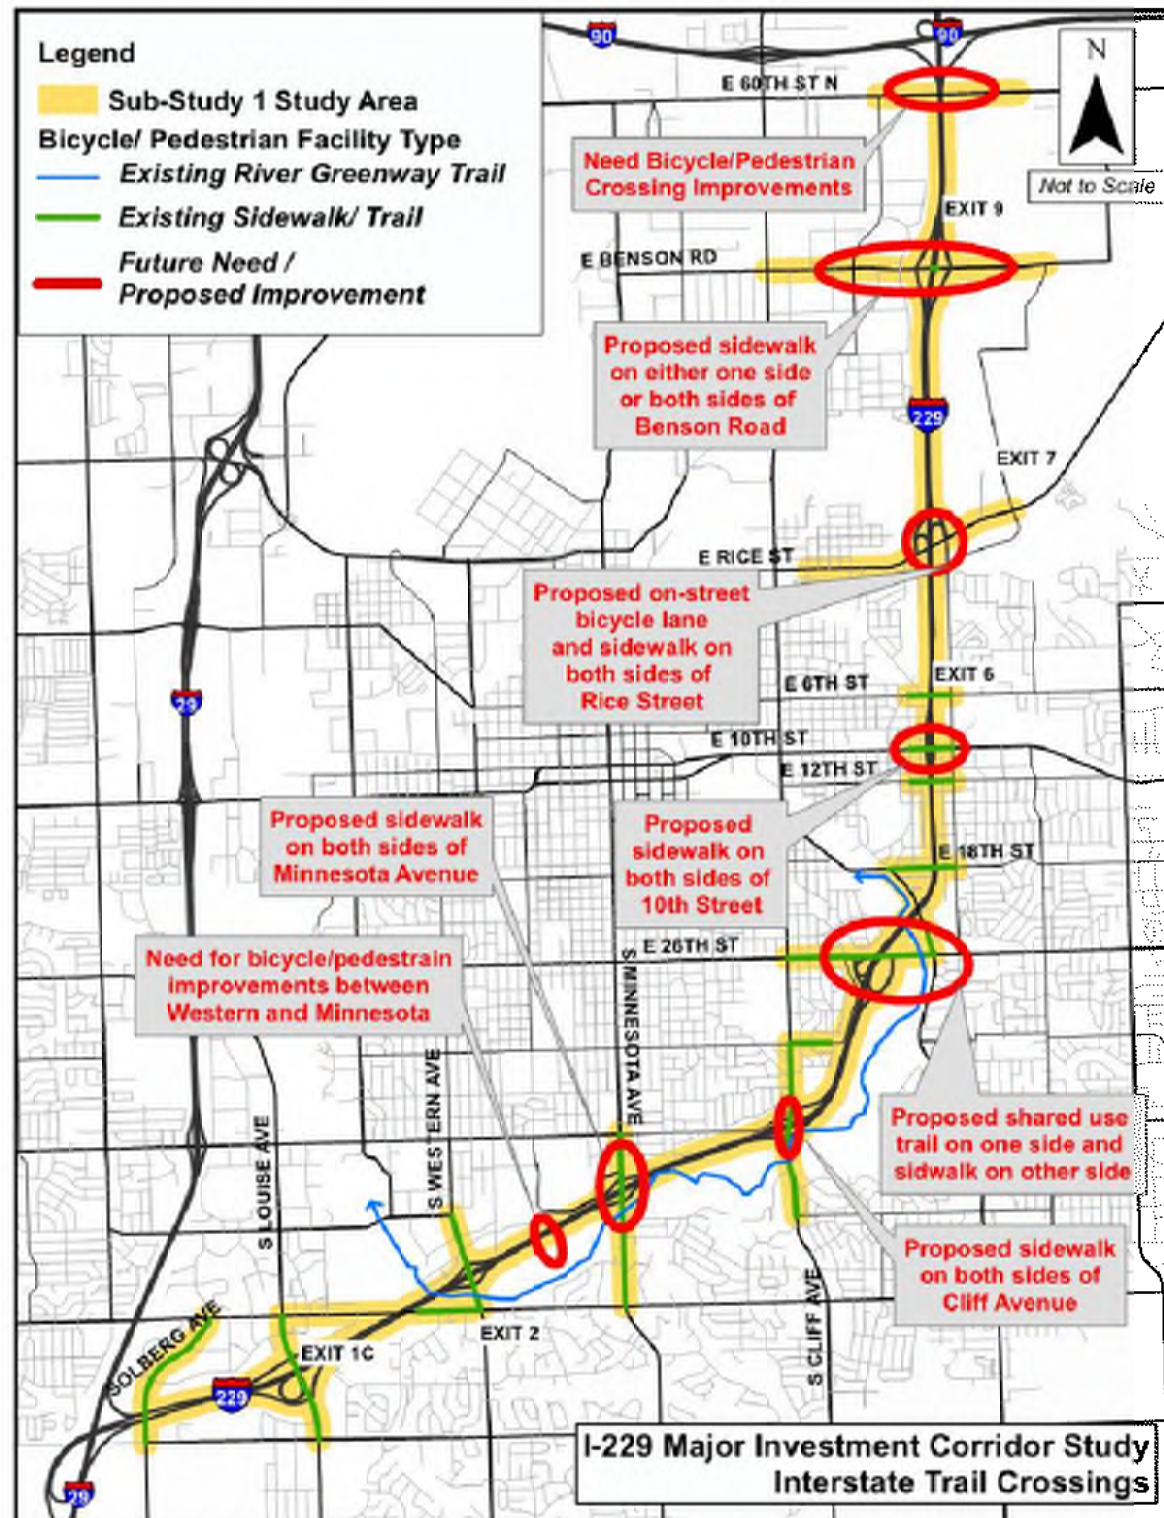 Legend
Sub-Study 1 Study Area
Bicycle/ Pedestrian Facility Type
Existing River Greenway Trail
Existing Sidewalk/ Trail
Future Need /
Proposed Improvement
90
90
N
Not to Scale
E 60TH ST N
Need Bicycle/Pedestrian
Crossing Improvements
EXIT 9
E BENSON RD
Proposed sidewalk
on either one side
or both sides of
Benson Road
229
EXIT 7
E RICE ST
Proposed on-street
bicycle lane
and sidewalk on
both sides of
Rice Street
29
E 6TH ST
EXIT 6
E 10TH ST
E 12TH ST
Proposed sidewalk
on both sides of
Minnesota Avenue
Proposed
sidewalk on
both sides of
10th Street
E 18TH ST
E 26TH ST
Need for bicycle/pedestrain
improvements between
Western and Minnesota
S MINNESOTA AVE
S WESTERN AVE
S LOUISE AVE
Proposed shared use
trail on one side and
sidwalk on other side
Proposed sidewalk
on both sides of
Cliff Avenue
S CLIFF AVE
SOLBERG AVE
EXIT 2
EXIT 1C
229
29
I-229 Major Investment Corridor Study
Interstate Trail Crossings